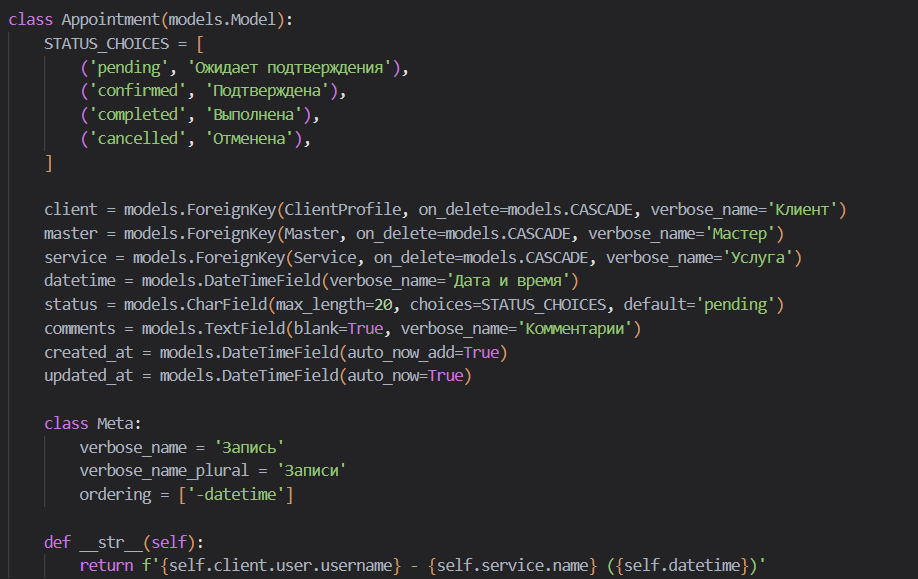 class Appointment(models.Model):
    STATUS_CHOICES = [
        ('pending', 'Ожидает подтверждения'),
        ('confirmed', 'Подтверждена'),
        ('completed', 'Выполнена'),
        ('cancelled', 'Отменена'),
    ]

    client = models.ForeignKey(ClientProfile, on_delete=models.CASCADE, verbose_name='Клиент')
    master = models.ForeignKey(Master, on_delete=models.CASCADE, verbose_name='Мастер')
    service = models.ForeignKey(Service, on_delete=models.CASCADE, verbose_name='Услуга')
    datetime = models.DateTimeField(verbose_name='Дата и время')
    status = models.CharField(max_length=20, choices=STATUS_CHOICES, default='pending')
    comments = models.TextField(blank=True, verbose_name='Комментарии')
    created_at = models.DateTimeField(auto_now_add=True)
    updated_at = models.DateTimeField(auto_now=True)

    class Meta:
        verbose_name = 'Запись'
        verbose_name_plural = 'Записи'
        ordering = ['-datetime']

    def __str__(self):
        return f'{self.client.user.username} - {self.service.name} ({self.datetime})'